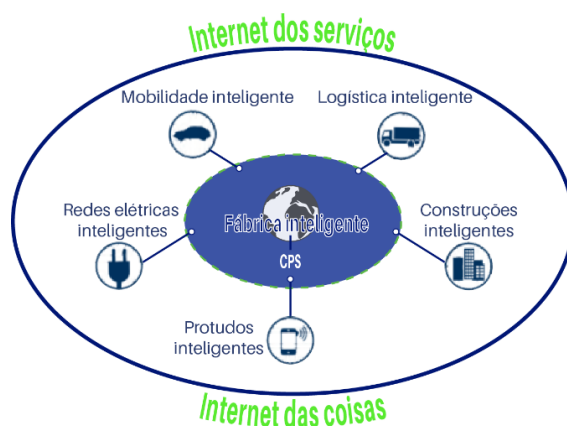 Internet dos serviços
Mobilidade inteligente
Logística inteligente
Redes elétricas
inteligentes
Fábrica inteligente
CPS
Construções
inteligentes
Protudos
inteligentes
Internet das coisas